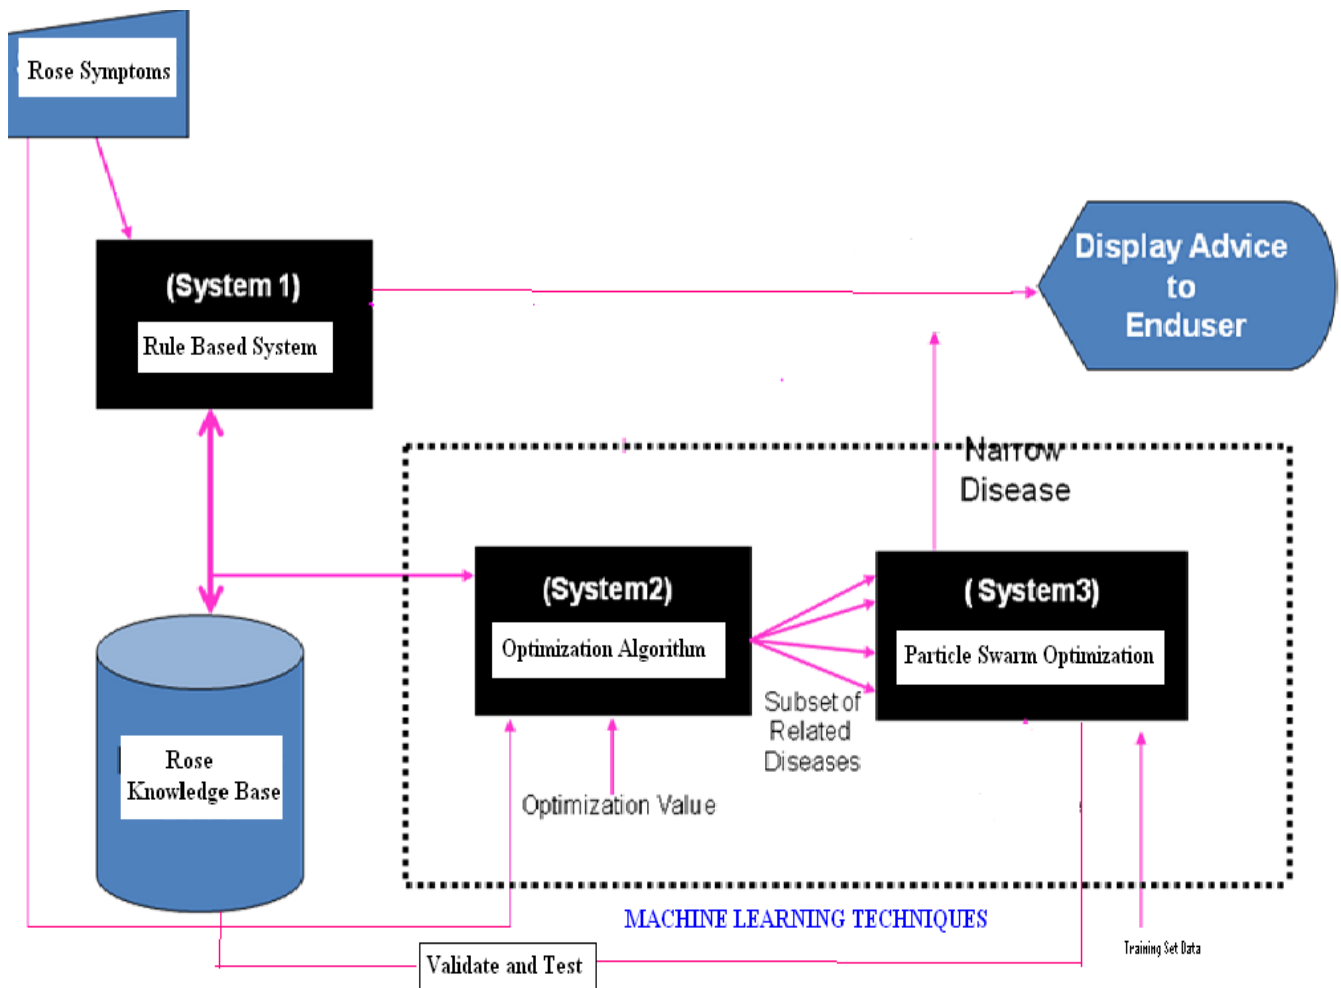 Rose Symptoms
(System 1)
Rule Based System
Display Advice
to
Enduser
Narrow
Disease
(System2)
Optimization Algorithm
( System3)
Particle Swarm Optimization
Subset of
Related
Diseases
Optimization Value
Rose
Knowledge Base
MACHINE LEARNING TECHNIQUES
Training Set Data
Validate and Test